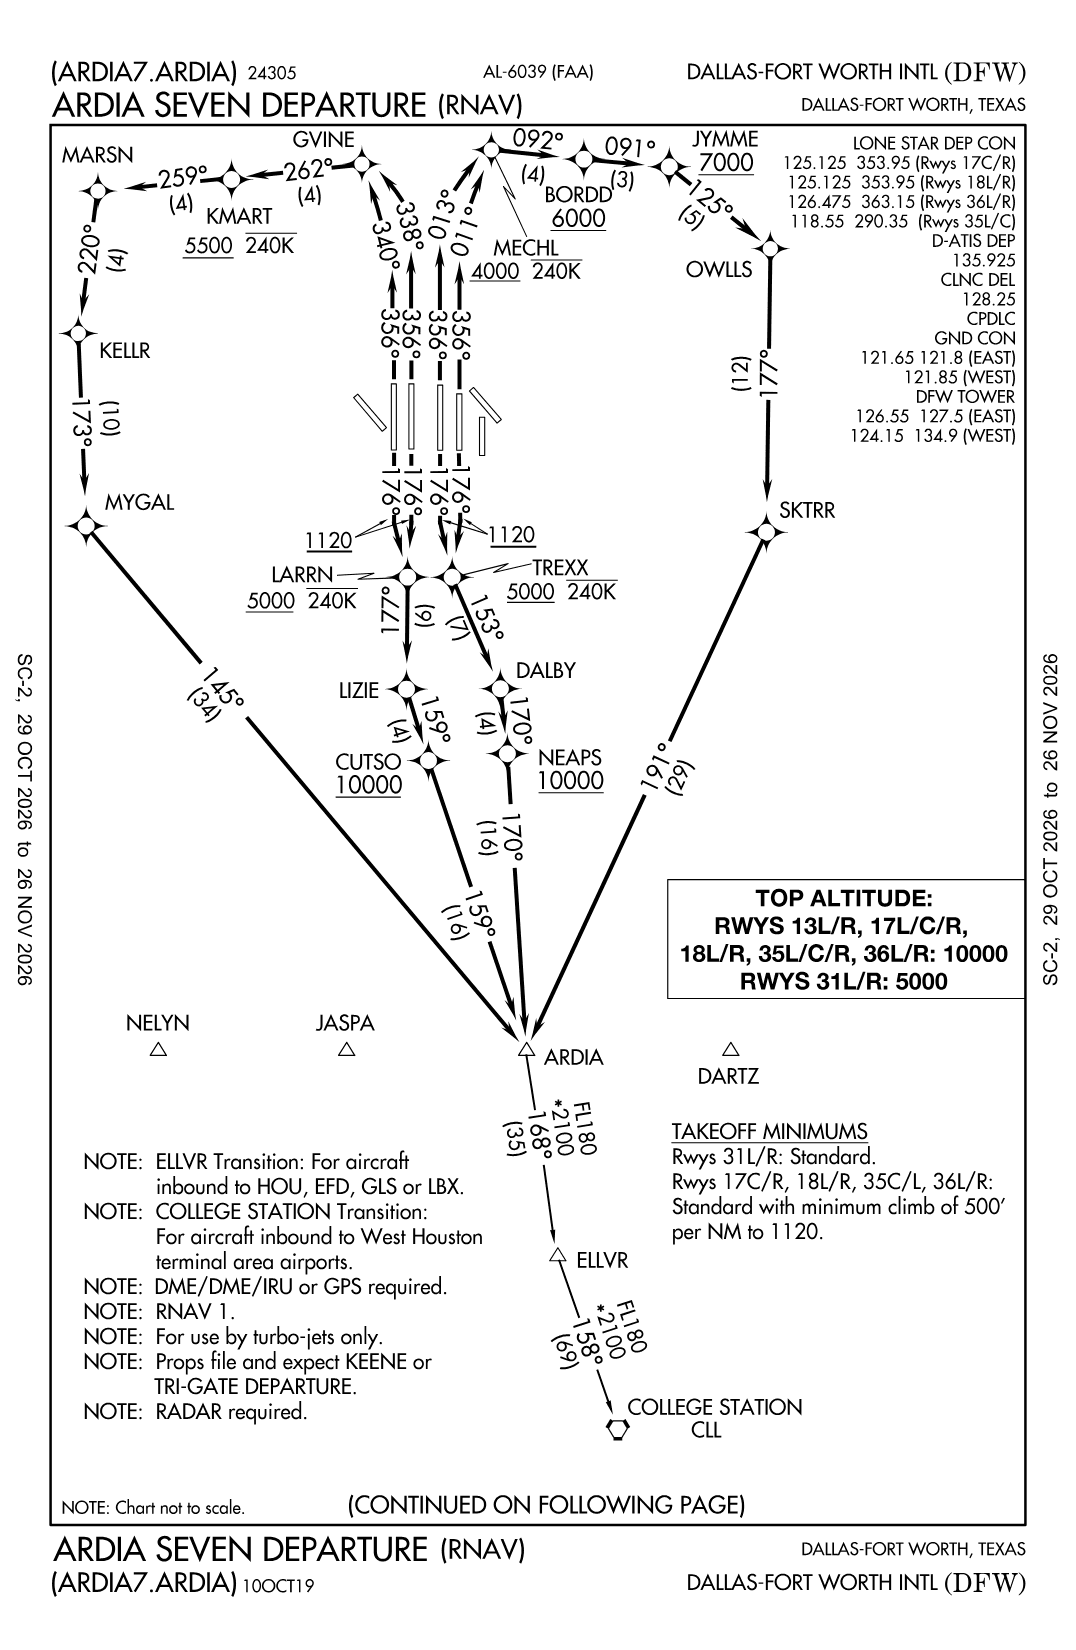 (ARDIA7.ARDIA) 24305
AL-6039 (FAA)
DALLAS-FORT WORTH INTL (DFW)
ARDIA SEVEN DEPARTURE (RNAV)
DALLAS-FORT WORTH, TEXAS
LONE STAR DEP CON
125.125 353.95 (Rwys 17C/R)
125.125 353.95 (Rwys 18L/R)
126.475 363.15 (Rwys 36L/R)
118.55 290.35 (Rwys 35L/C)
D-ATIS DEP
135.925
CLNC DEL
128.25
CPDLC
GND CON
121.65 121.8 (EAST)
121.85 (WEST)
DFW TOWER
126.55 127.5 (EAST)
124.15 134.9 (WEST)
GVINE
262°
(4)
KMART
5500 240K
259°
(4)
MARSN
220°
(4)
KELLR
173°
(10)
MYGAL
145°
(34)
340°
338°
013°
011°
356°
356°
356°
356°
MECHL
4000 240K
092°
(4)
BORDD
6000
091°
(3)
JYMME
7000
125°
(5)
OWLLS
177°
(12)
SKTRR
191°
(29)
176°
176°
176°
176°
1120
1120
LARRN
5000 240K
TREXX
5000 240K
177°
(9)
153°
(7)
LIZIE
DALBY
159°
(4)
170°
(4)
CUTSO
10000
NEAPS
10000
159°
(16)
170°
(16)
TOP ALTITUDE:
RWYS 13L/R, 17L/C/R,
18L/R, 35L/C/R, 36L/R: 10000
RWYS 31L/R: 5000
NELYN
JASPA
ARDIA
DARTZ
FL180
*2100
168°
(35)
ELLVR
FL180
*2100
158°
(69)
COLLEGE STATION
CLL
TAKEOFF MINIMUMS
Rwys 31L/R: Standard.
Rwys 17C/R, 18L/R, 35C/L, 36L/R:
Standard with minimum climb of 500'
per NM to 1120.
NOTE: ELLVR Transition: For aircraft
inbound to HOU, EFD, GLS or LBX.
NOTE: COLLEGE STATION Transition:
For aircraft inbound to West Houston
terminal area airports.
NOTE: DME/DME/IRU or GPS required.
NOTE: RNAV 1.
NOTE: For use by turbo-jets only.
NOTE: Props file and expect KEENE or
TRI-GATE DEPARTURE.
NOTE: RADAR required.
NOTE: Chart not to scale.
(CONTINUED ON FOLLOWING PAGE)
SC-2, 29 OCT 2026 to 26 NOV 2026
SC-2, 29 OCT 2026 to 26 NOV 2026
ARDIA SEVEN DEPARTURE (RNAV)
DALLAS-FORT WORTH, TEXAS
(ARDIA7.ARDIA) 10OCT19
DALLAS-FORT WORTH INTL (DFW)